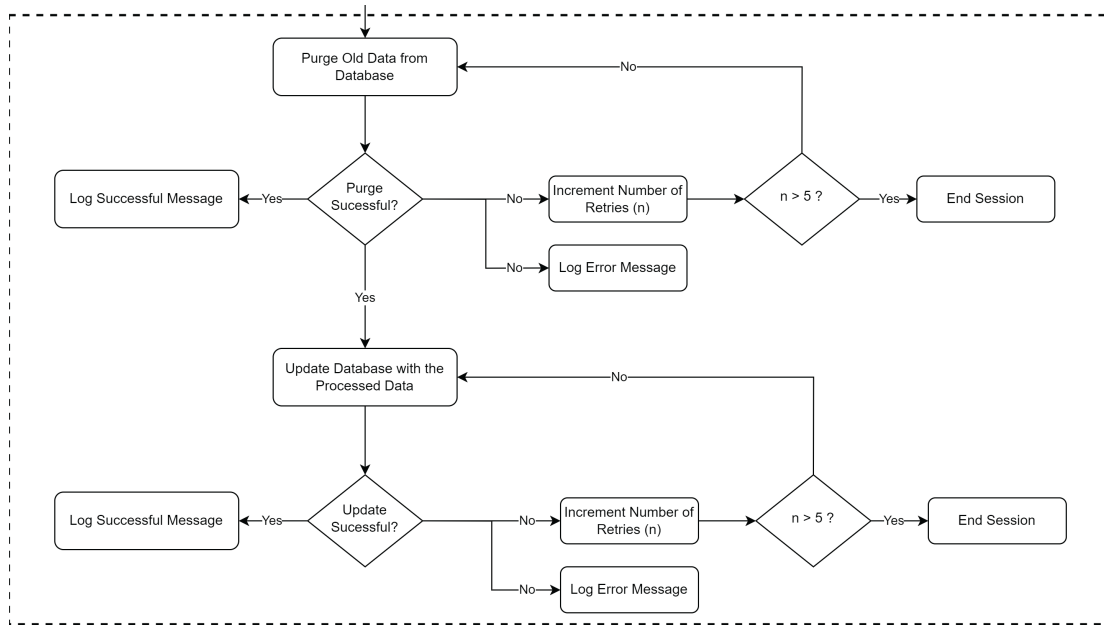 Purge Old Data from
Database
No
Log Successful Message
Yes
Purge
Sucessful?
No
Increment Number of
Retries (n)
n > 5 ?
Yes
End Session
No
Log Error Message
Yes
Update Database with the
Processed Data
No
Log Successful Message
Yes
Update
Sucessful?
No
Increment Number of
Retries (n)
n > 5 ?
Yes
End Session
No
Log Error Message